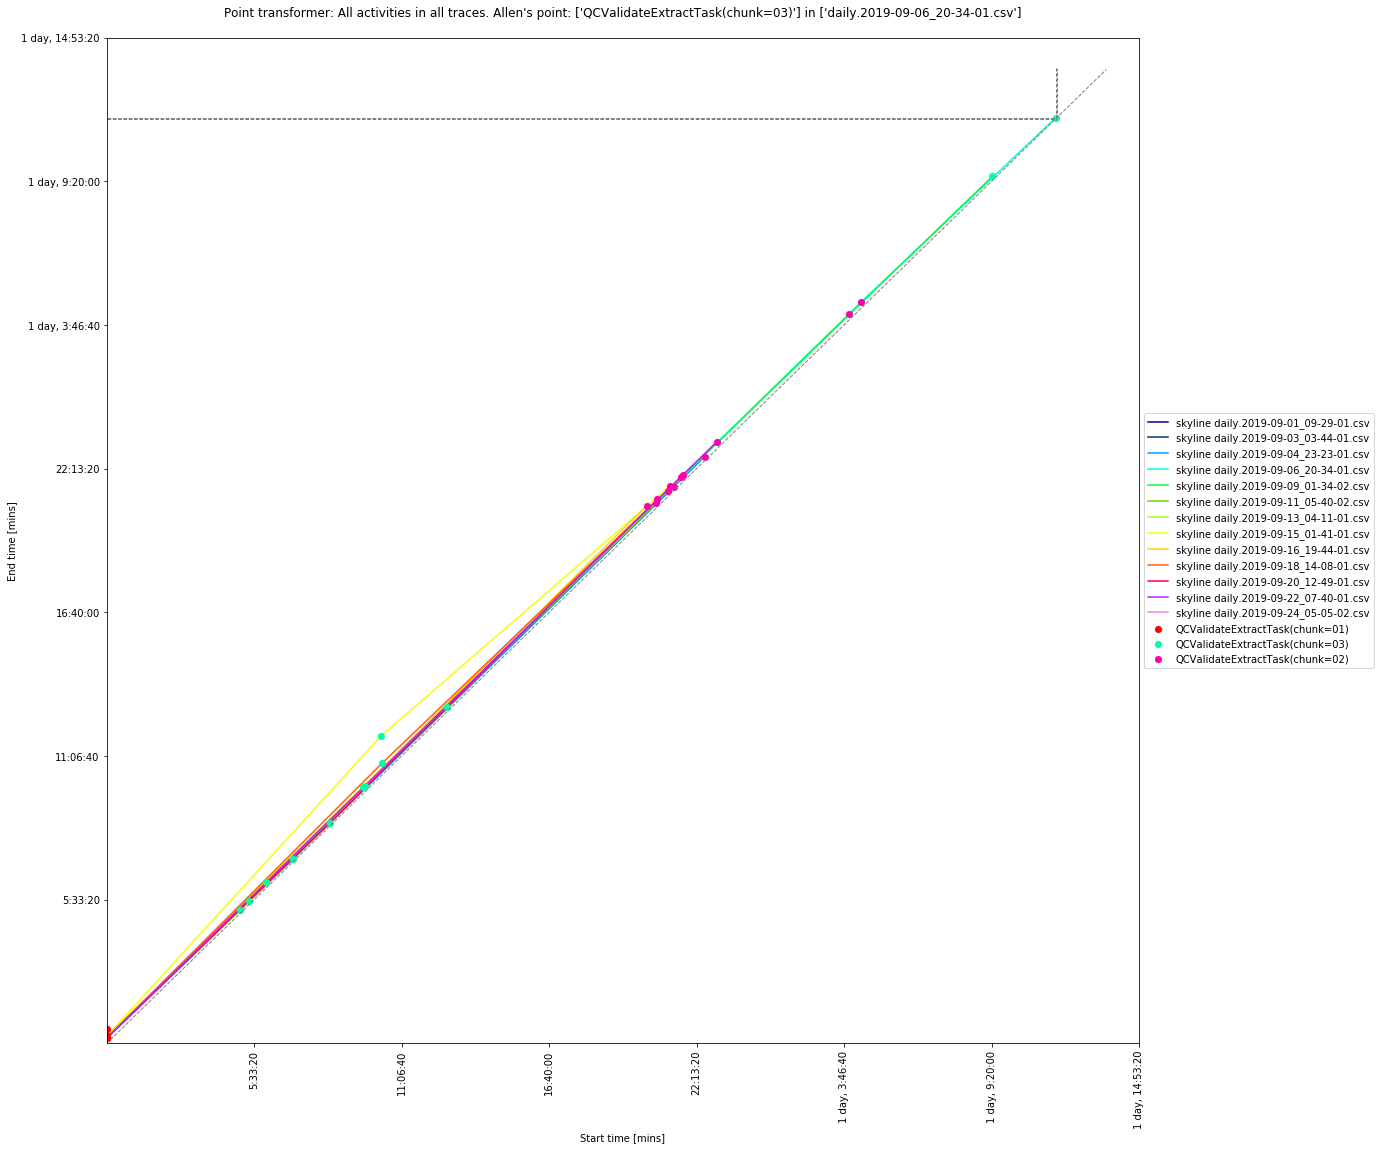 Point transformer: All activities in all traces. Allen's point: ['QCValidateExtractTask(chunk=03)'] in ['daily.2019-09-06_20-34-01.csv']
1 day, 14:53:20
1 day, 9:20:00
1 day, 3:46:40
22:13:20
16:40:00
11:06:40
5:33:20
End time [mins]
5:33:20
11:06:40
16:40:00
22:13:20
1 day, 3:46:40
1 day, 9:20:00
1 day, 14:53:20
Start time [mins]
skyline daily.2019-09-01_09-29-01.csv
skyline daily.2019-09-03_03-44-01.csv
skyline daily.2019-09-04_23-23-01.csv
skyline daily.2019-09-06_20-34-01.csv
skyline daily.2019-09-09_01-34-02.csv
skyline daily.2019-09-11_05-40-02.csv
skyline daily.2019-09-13_04-11-01.csv
skyline daily.2019-09-15_01-41-01.csv
skyline daily.2019-09-16_19-44-01.csv
skyline daily.2019-09-18_14-08-01.csv
skyline daily.2019-09-20_12-49-01.csv
skyline daily.2019-09-22_07-40-01.csv
skyline daily.2019-09-24_05-05-02.csv
QCValidateExtractTask(chunk=01)
QCValidateExtractTask(chunk=03)
QCValidateExtractTask(chunk=02)